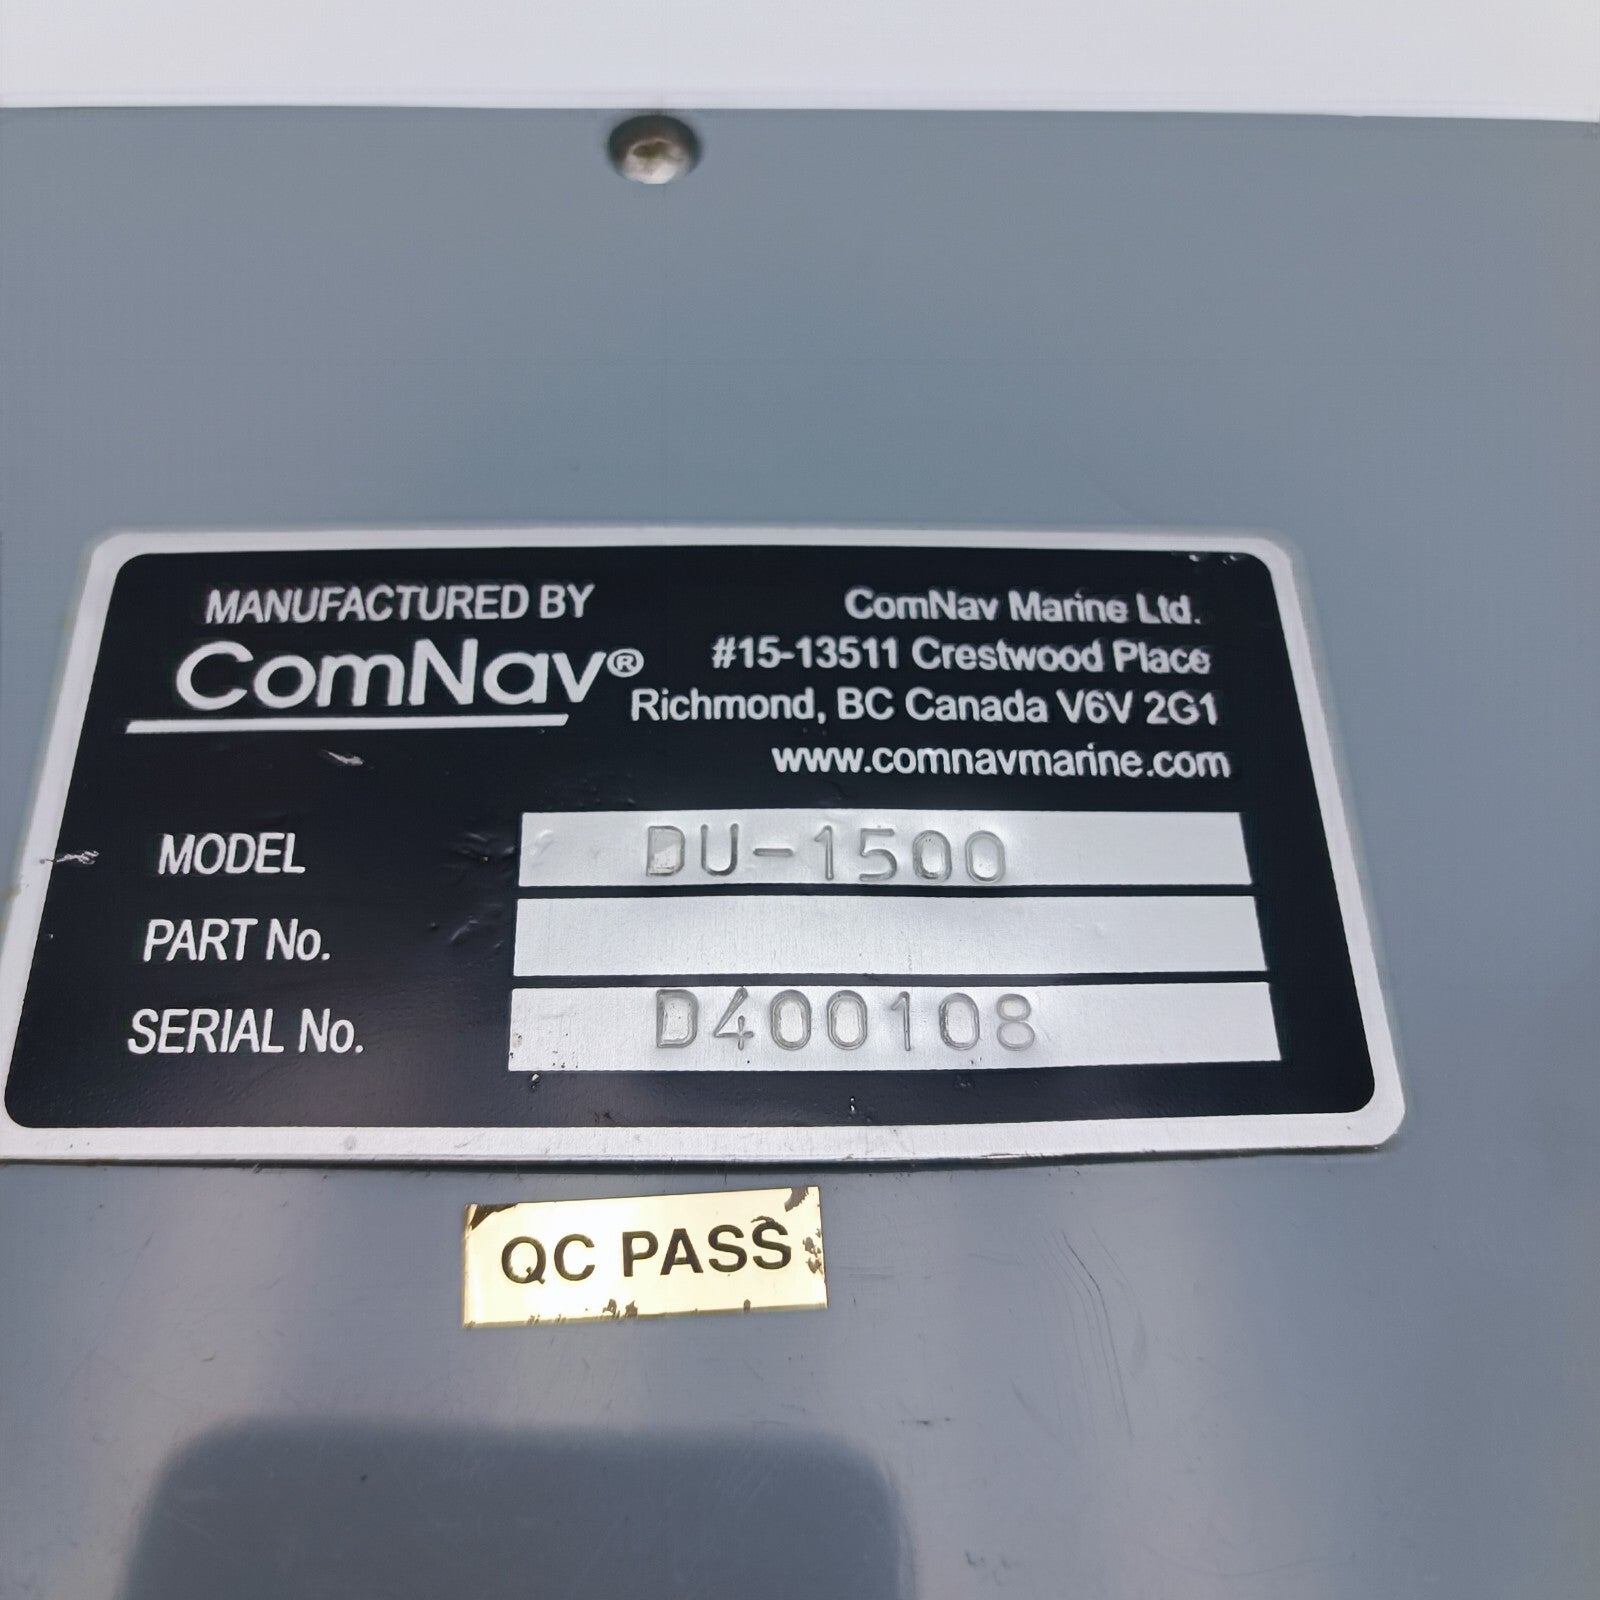 MANUFACTURED BY
ComNav®
ComNav Marine Ltd.
#15-13511 Crestwood Place
Richmond, BC Canada V6V 2G1
www.comnavmarine.com
MODEL DU-1500
PART No.
SERIAL No. D400108
QC PASS